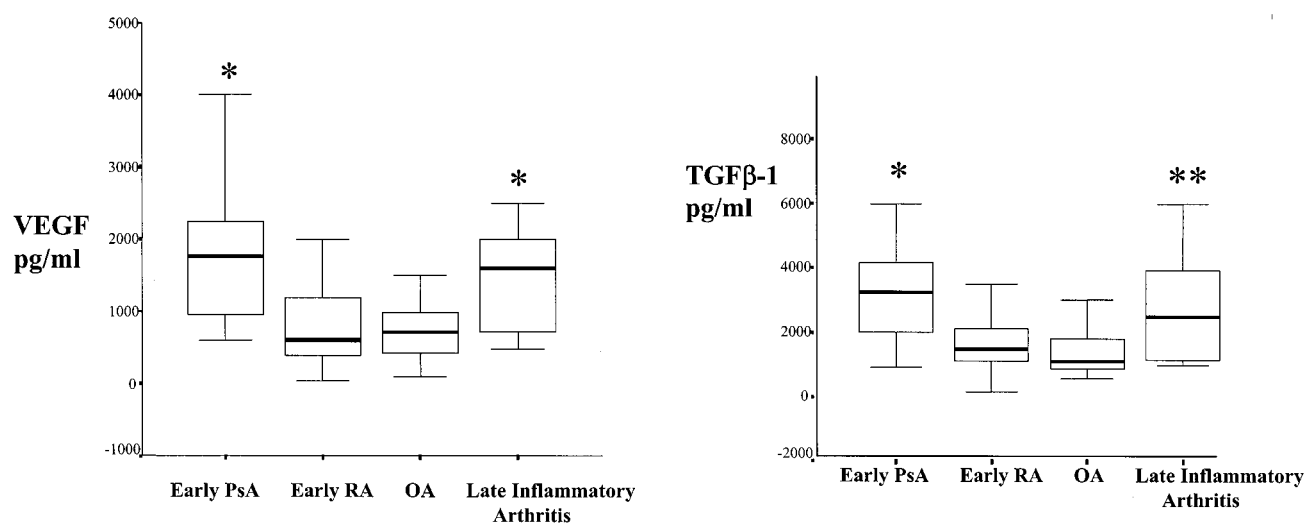 5000
*
4000
3000
*
VEGF
pg/ml
2000
1000
0
-1000
Early PsA
Early RA
OA
Late Inflammatory
Arthritis
8000
TGFβ-1
pg/ml
*
**
6000
4000
2000
0
-2000
Early PsA
Early RA
OA
Late Inflammatory
Arthritis